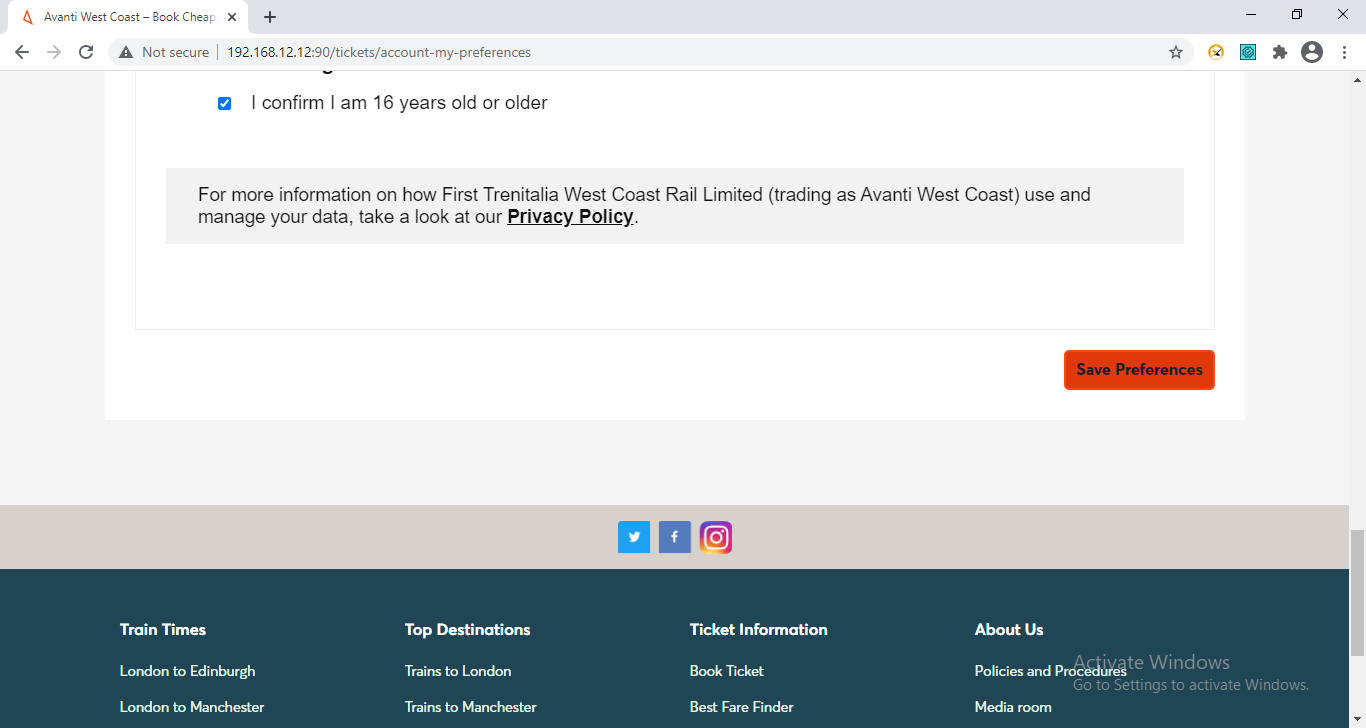 Avanti West Coast – Book Cheap
Not secure
192.168.12.12:90/tickets/account-my-preferences
I confirm I am 16 years old or older
For more information on how First Trenitalia West Coast Rail Limited (trading as Avanti West Coast) use and
manage your data, take a look at our Privacy Policy.
Save Preferences
Train Times
Top Destinations
Ticket Information
About Us
London to Edinburgh
Trains to London
Book Ticket
Policies and Procedures
London to Manchester
Trains to Manchester
Best Fare Finder
Media room
Activate Windows
Go to Settings to activate Windows.